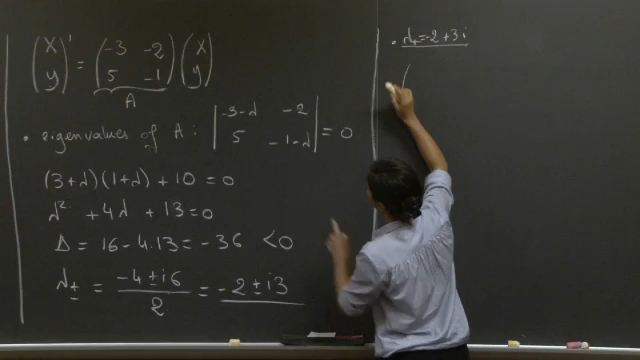 (x y)' = (-3 -2 5 -1) (x y)
A
• eigenvalues of A: |-3-λ -2 5 -1-λ| = 0
(3+λ)(1+λ) + 10 = 0
λ² + 4λ + 13 = 0
Δ = 16 - 4.13 = -36 < 0
λ± = (-4 ± i6)/2 = -2 ± i3
• λ+ = -2 + 3i
(